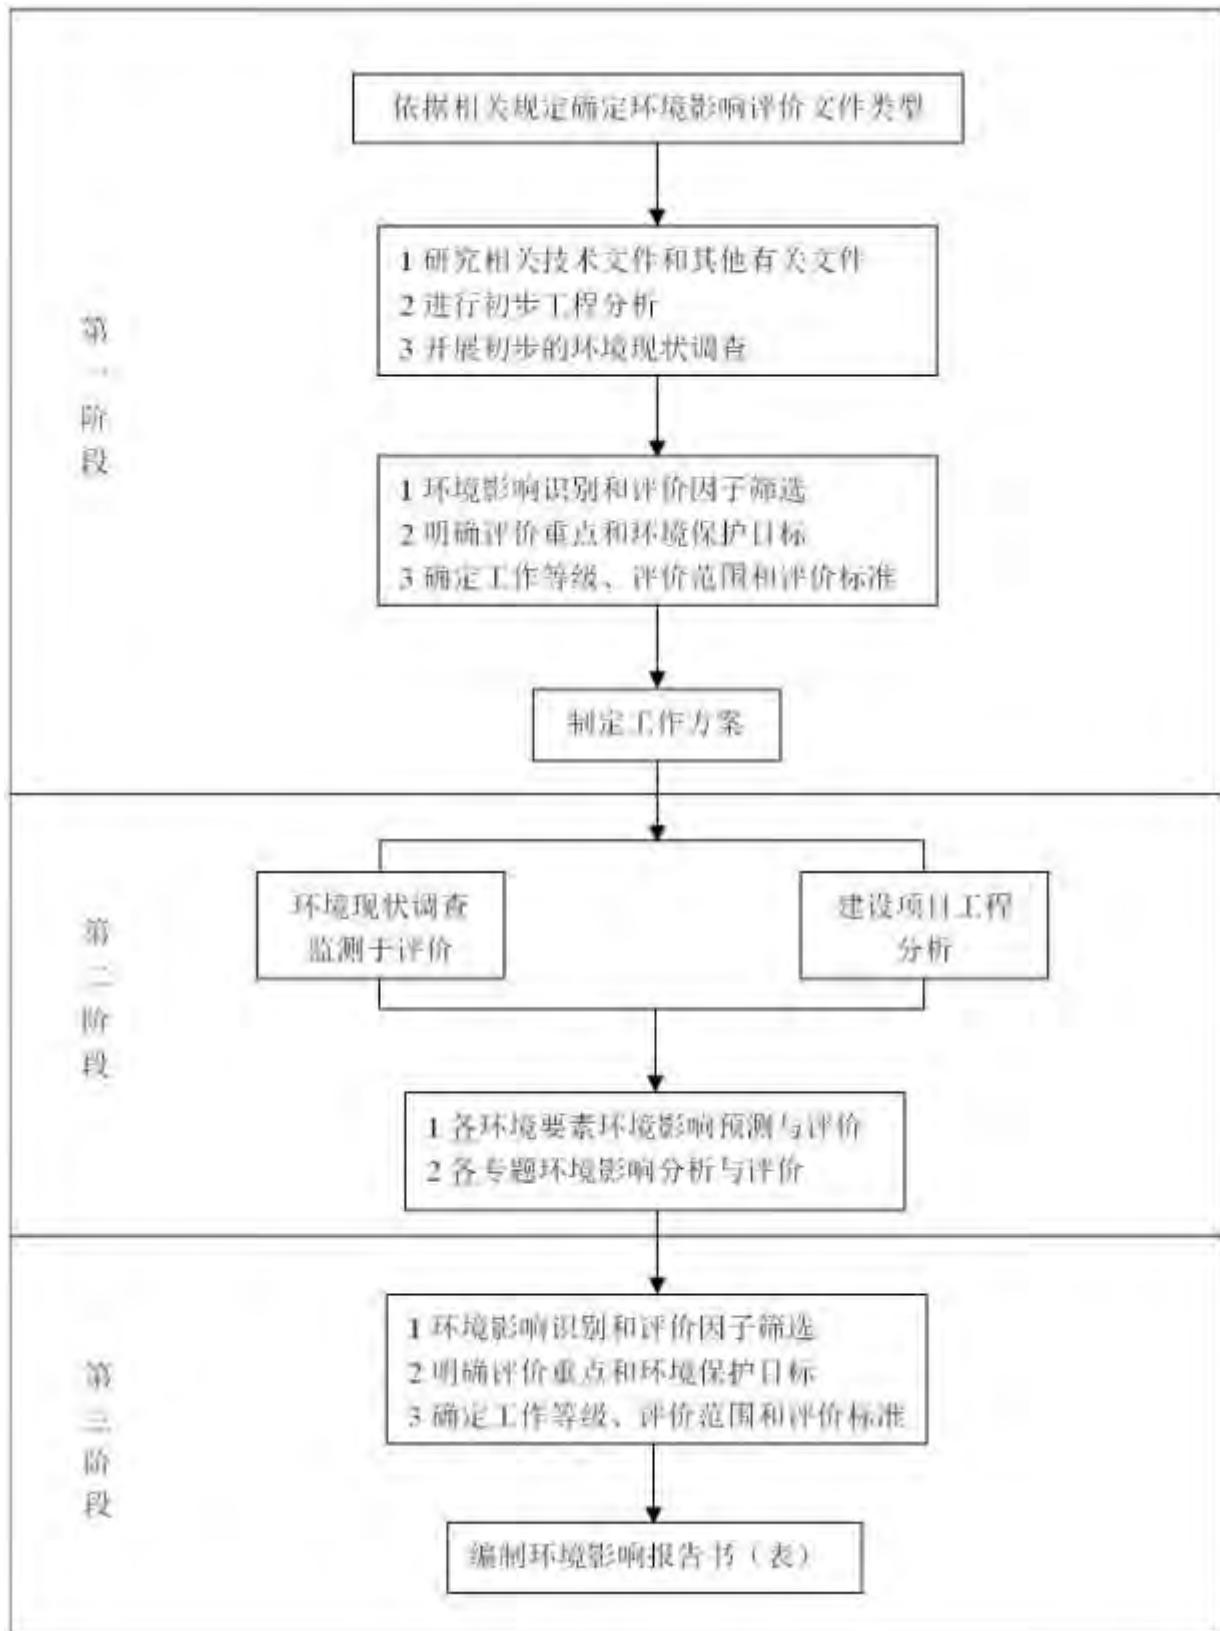 依据相关规定确定环境影响评价文件类型
1 研究相关技术文件和其他有关文件
2 进行初步工程分析
3 开展初步的环境现状调查
第一阶段
1 环境影响识别和评价因子筛选
2 明确评价重点和环境保护目标
3 确定工作等级、评价范围和评价标准
制定工作方案
环境现状调查
监测于评价
建设项目工程
分析
第二阶段
1 各环境要素环境影响预测与评价
2 各专题环境影响分析与评价
1 环境影响识别和评价因子筛选
2 明确评价重点和环境保护目标
3 确定工作等级、评价范围和评价标准
第三阶段
编制环境影响报告书（表）